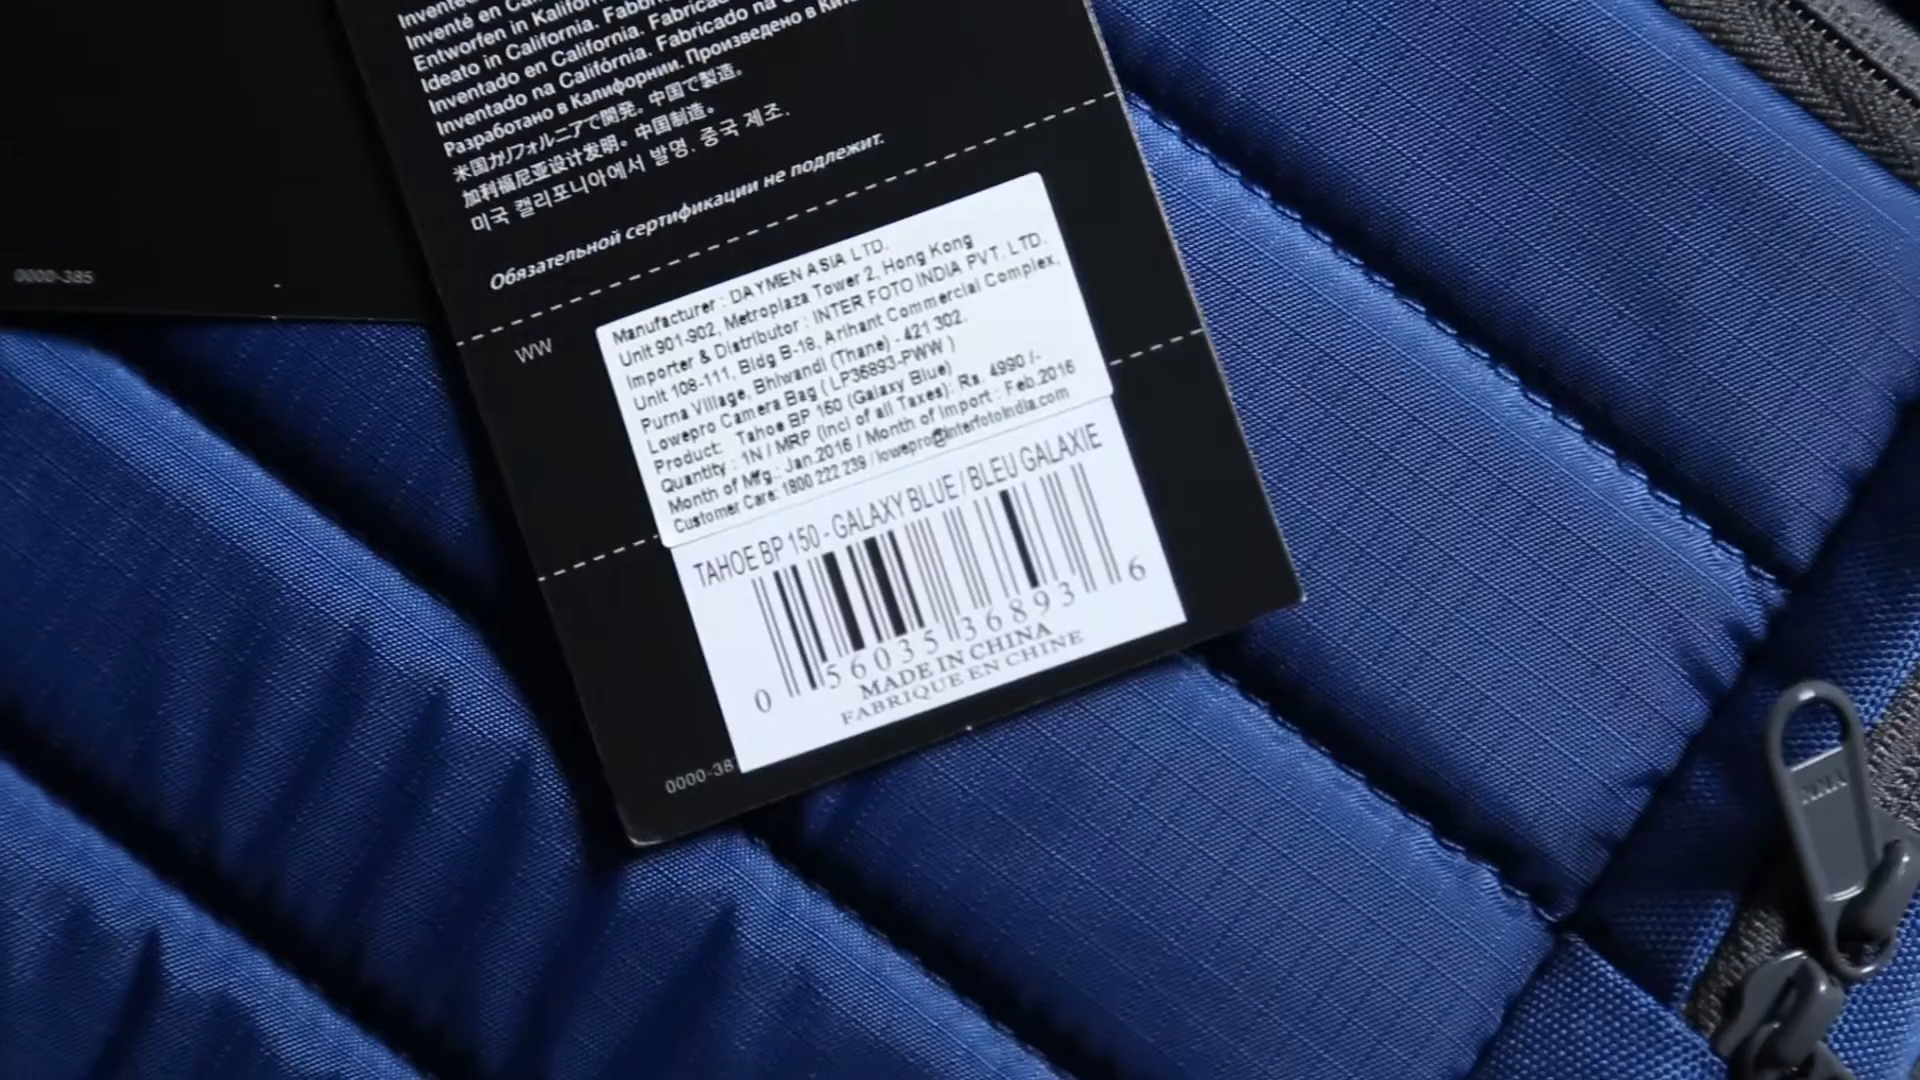 Inventé en
Entworfen in
Ideato in California.
Inventado en California. Fabricado
Inventado na Califórnia. Fabricado na
Разработано в Калифорнии. Произведено в
米国カリフォルニアで開発。中国で製造。
加利福尼亚设计发明。中国制造。
미국 캘리포니아에서 발명. 중국 제조.
Обязательной сертификации не подлежит.
WW
Manufacturer : DAYMEN ASIA LTD.
Unit 901-902, Metroplaza Tower 2, Hong Kong
Importer & Distributor : INTER FOTO INDIA PVT. LTD.
Unit 108-111, Bldg B-18, Arihant Commercial Complex,
Purna Village, Bhiwandi (Thane) - 421 302.
Lowepro Camera Bag ( LP36893-PWW )
Product: Tahoe BP 150 (Galaxy Blue)
Quantity : 1N / MRP (incl of all Taxes): Rs. 4990 /-
Month of Mfg.: Jan.2016 / Month of Import : Feb.2016
Customer Care: 1800 222 239 / lowepro@interfotoindia.com
TAHOE BP 150 - GALAXY BLUE / BLEU GALAXIE
0 56035 36893 6
MADE IN CHINA
FABRIQUE EN CHINE
0000-385
0000-38